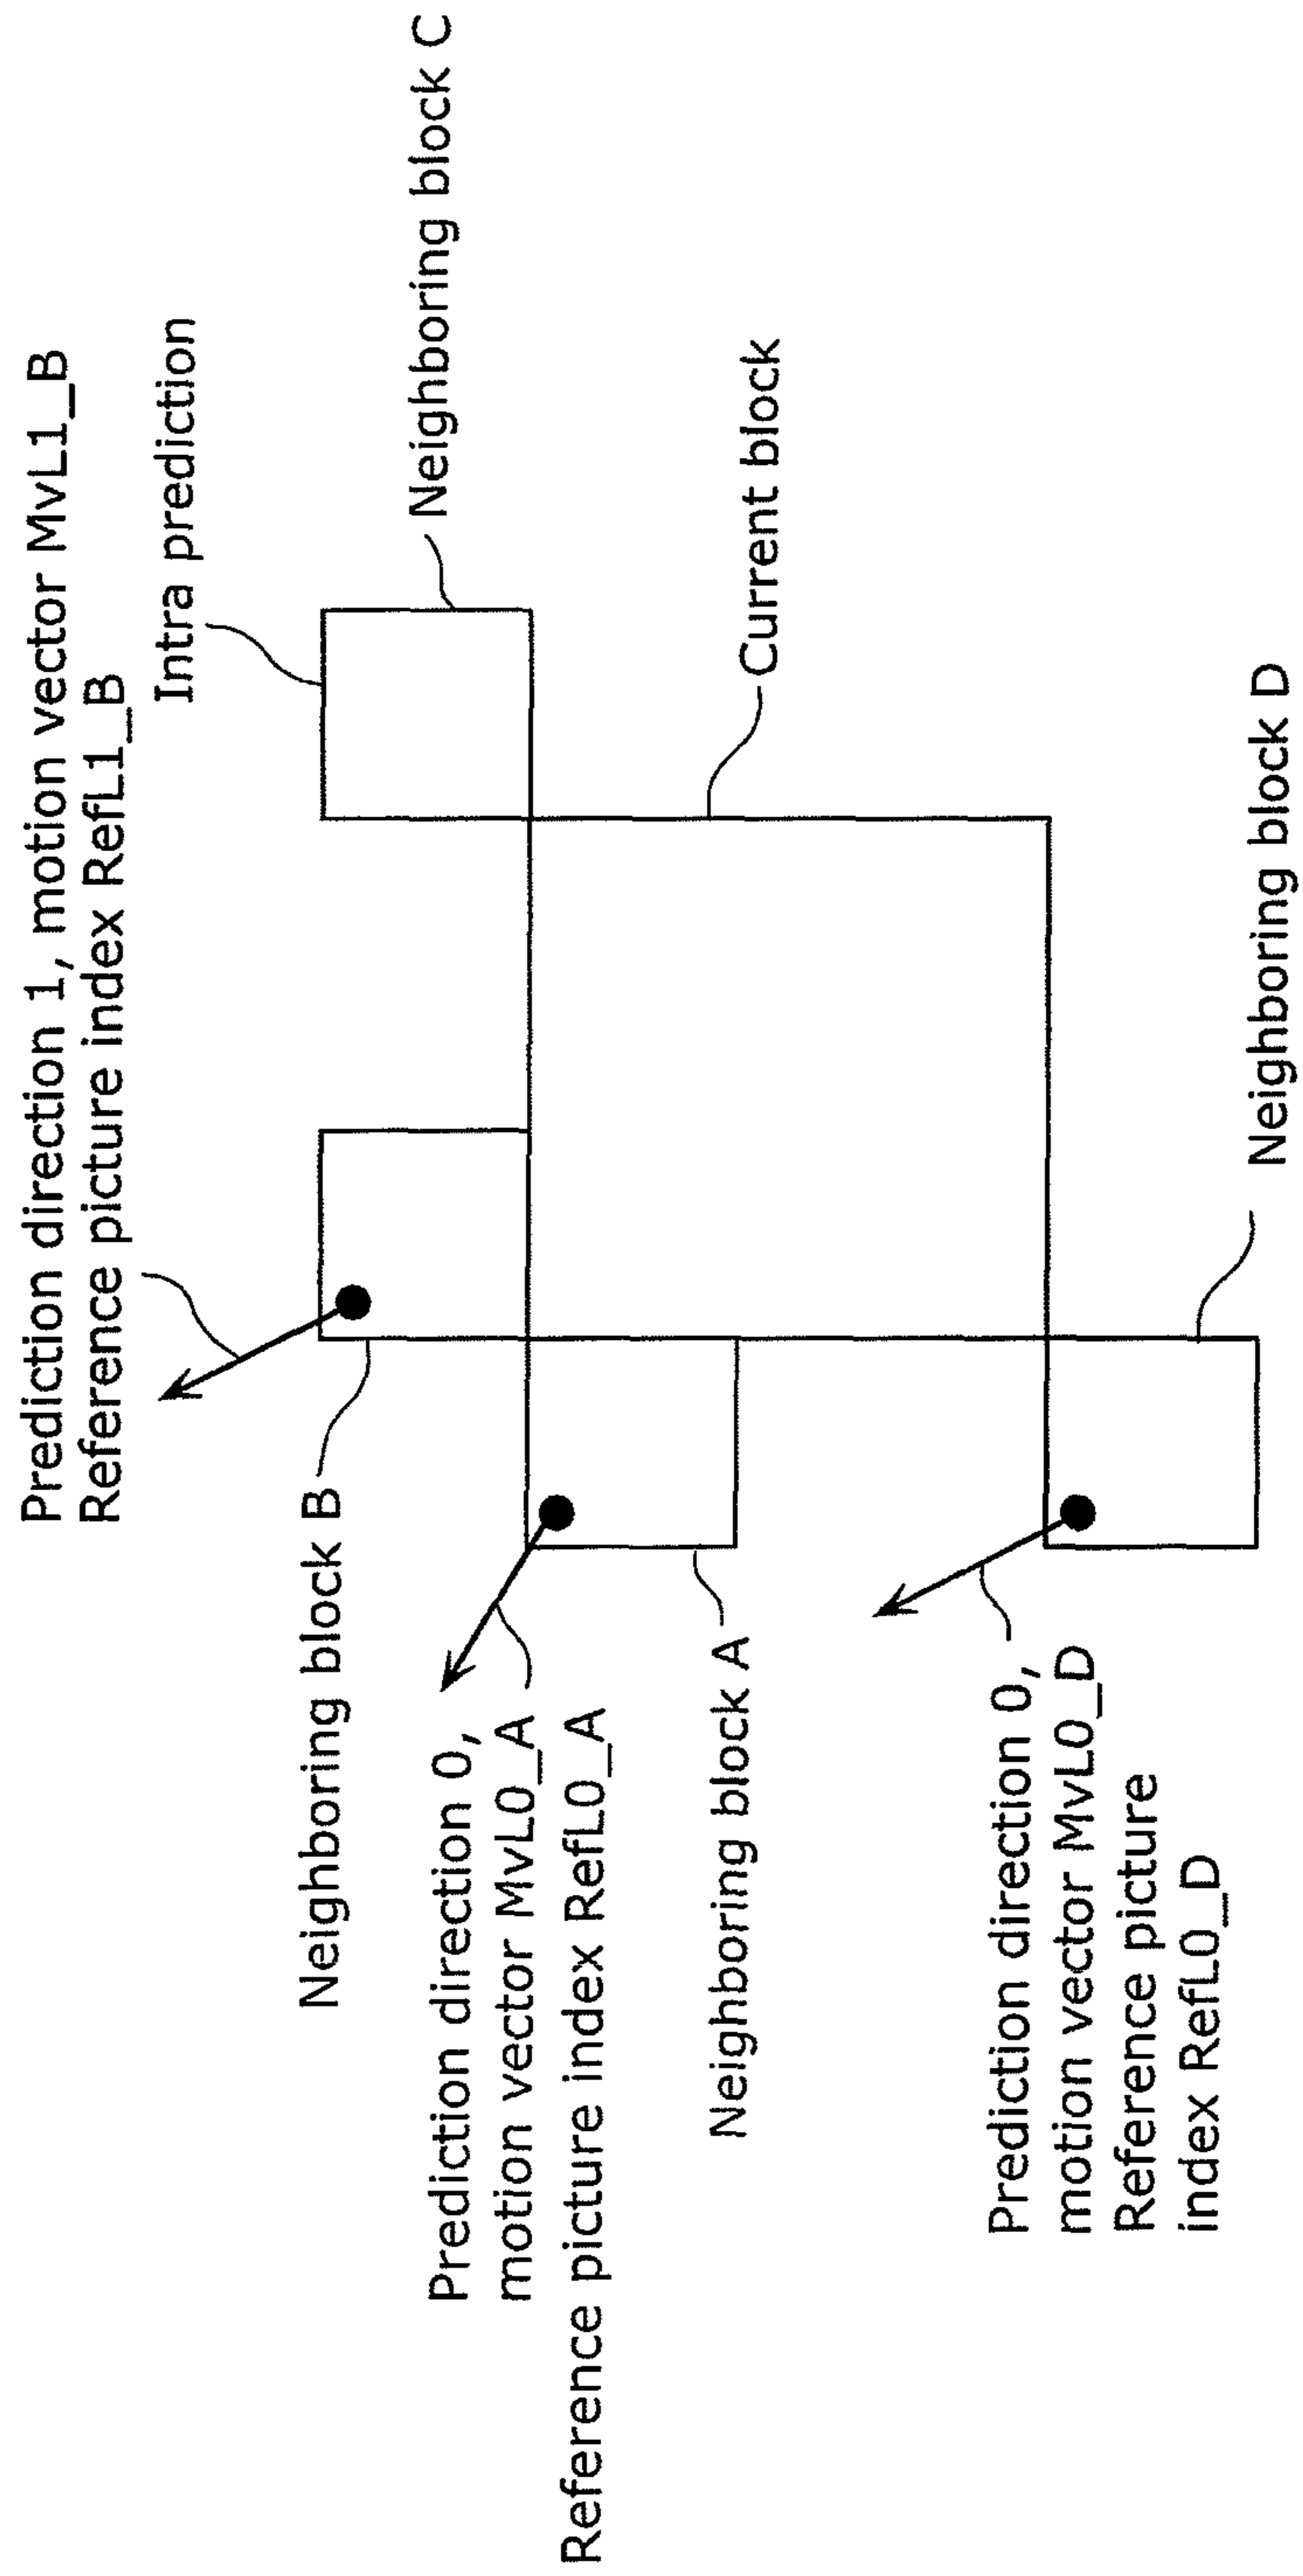 Prediction direction 1, motion vector MvL1_B
Reference picture index RefL1_B
Intra prediction
Neighboring block B
Neighboring block C
Prediction direction 0,
motion vector MvL0_A
Reference picture index RefL0_A
Neighboring block A
Current block
Prediction direction 0,
motion vector MvL0_D
Reference picture
index RefL0_D
Neighboring block D